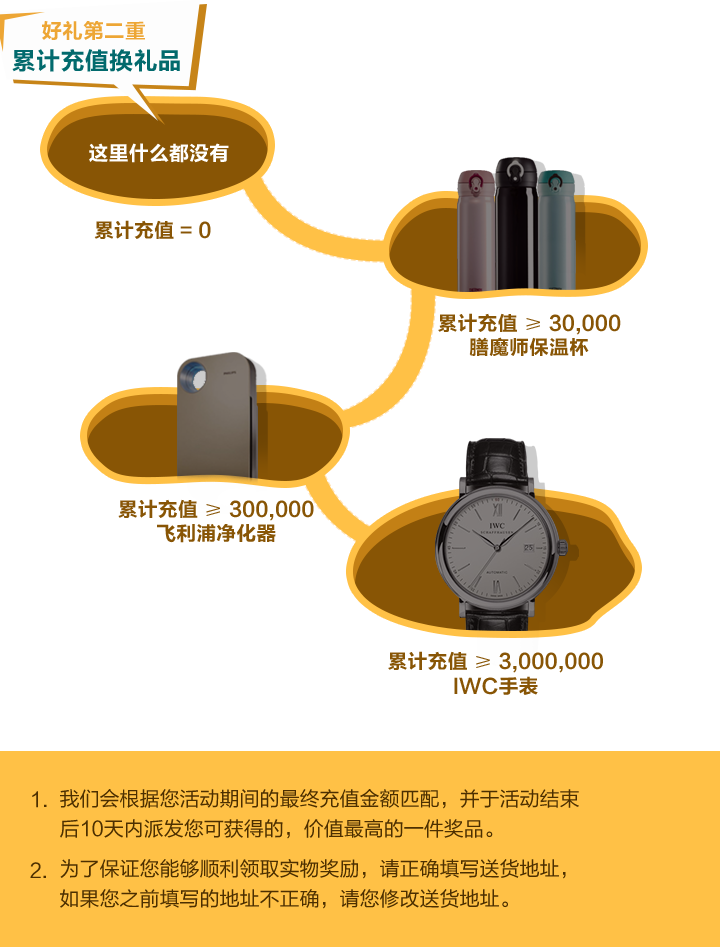 好礼第二重
累计充值换礼品
这里什么都没有
累计充值 = 0
累计充值 ≥ 30,000
膳魔师保温杯
累计充值 ≥ 300,000
飞利浦净化器
IWC
SCHAFFHAUSEN
AUTOMATIC
累计充值 ≥ 3,000,000
IWC手表
1. 我们会根据您活动期间的最终充值金额匹配，并于活动结束
后10天内派发您可获得的，价值最高的一件奖品。
2. 为了保证您能够顺利领取实物奖励，请正确填写送货地址，
如果您之前填写的地址不正确，请您修改送货地址。